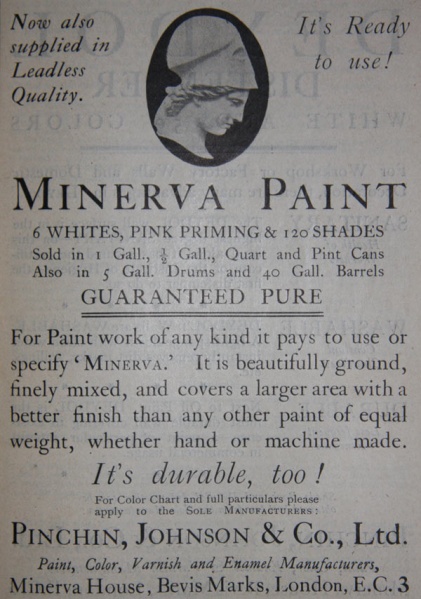 Now also
supplied in
Leadless
Quality.
It's Ready
to use!
MINERVA PAINT
6 WHITES, PINK PRIMING & 120 SHADES
Sold in 1 Gall., ½ Gall., Quart and Pint Cans
Also in 5 Gall. Drums and 40 Gall. Barrels
GUARANTEED PURE
For Paint work of any kind it pays to use or
specify 'MINERVA.' It is beautifully ground,
finely mixed, and covers a larger area with a
better finish than any other paint of equal
weight, whether hand or machine made.
It's durable, too!
For Color Chart and full particulars please
apply to the SOLE MANUFACTURERS:
PINCHIN, JOHNSON & Co., Ltd.
Paint, Color, Varnish and Enamel Manufacturers,
Minerva House, Bevis Marks, London, E.C. 3